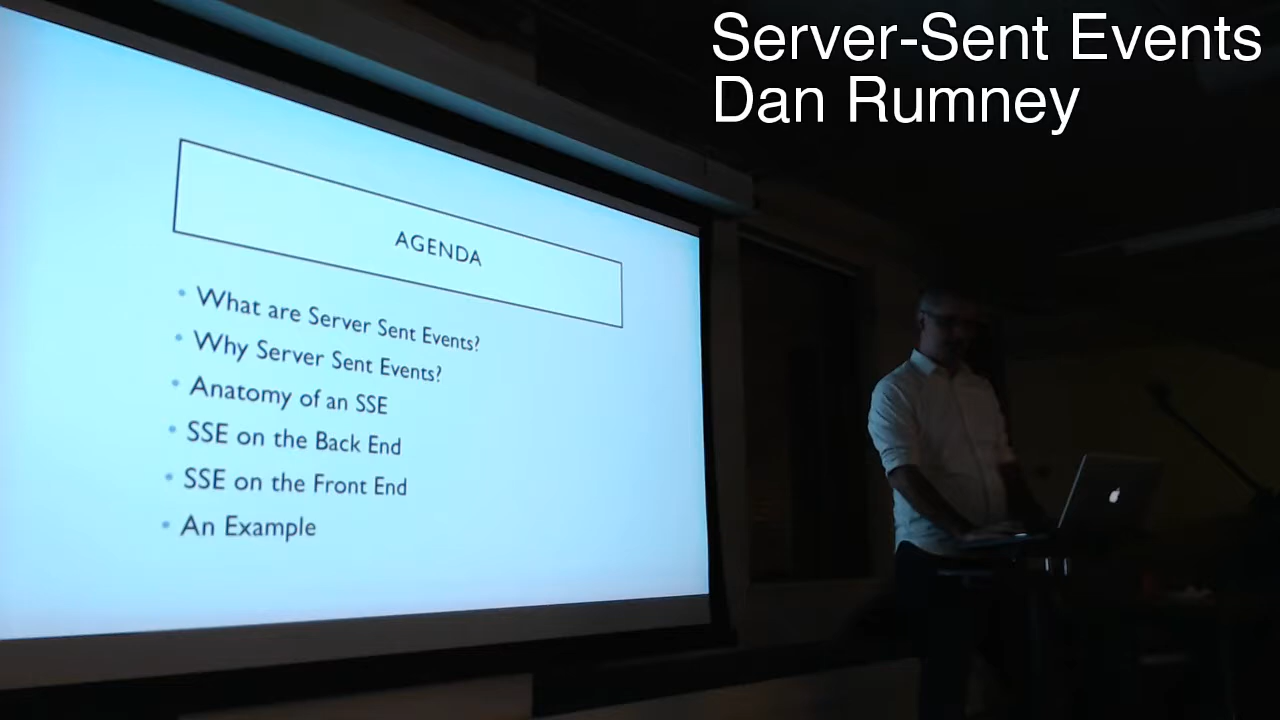 Server-Sent Events
Dan Rumney
AGENDA
• What are Server Sent Events?
• Why Server Sent Events?
• Anatomy of an SSE
• SSE on the Back End
• SSE on the Front End
• An Example